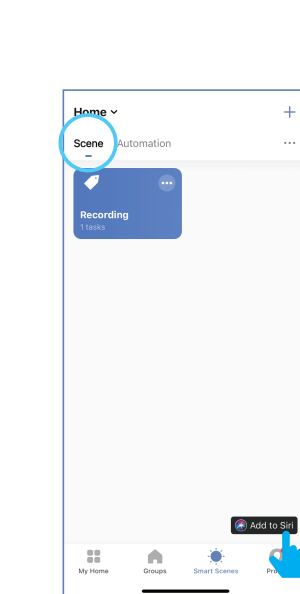 Home
Scene Automation
Recording
1 tasks
Add to Siri
My Home Groups Smart Scenes